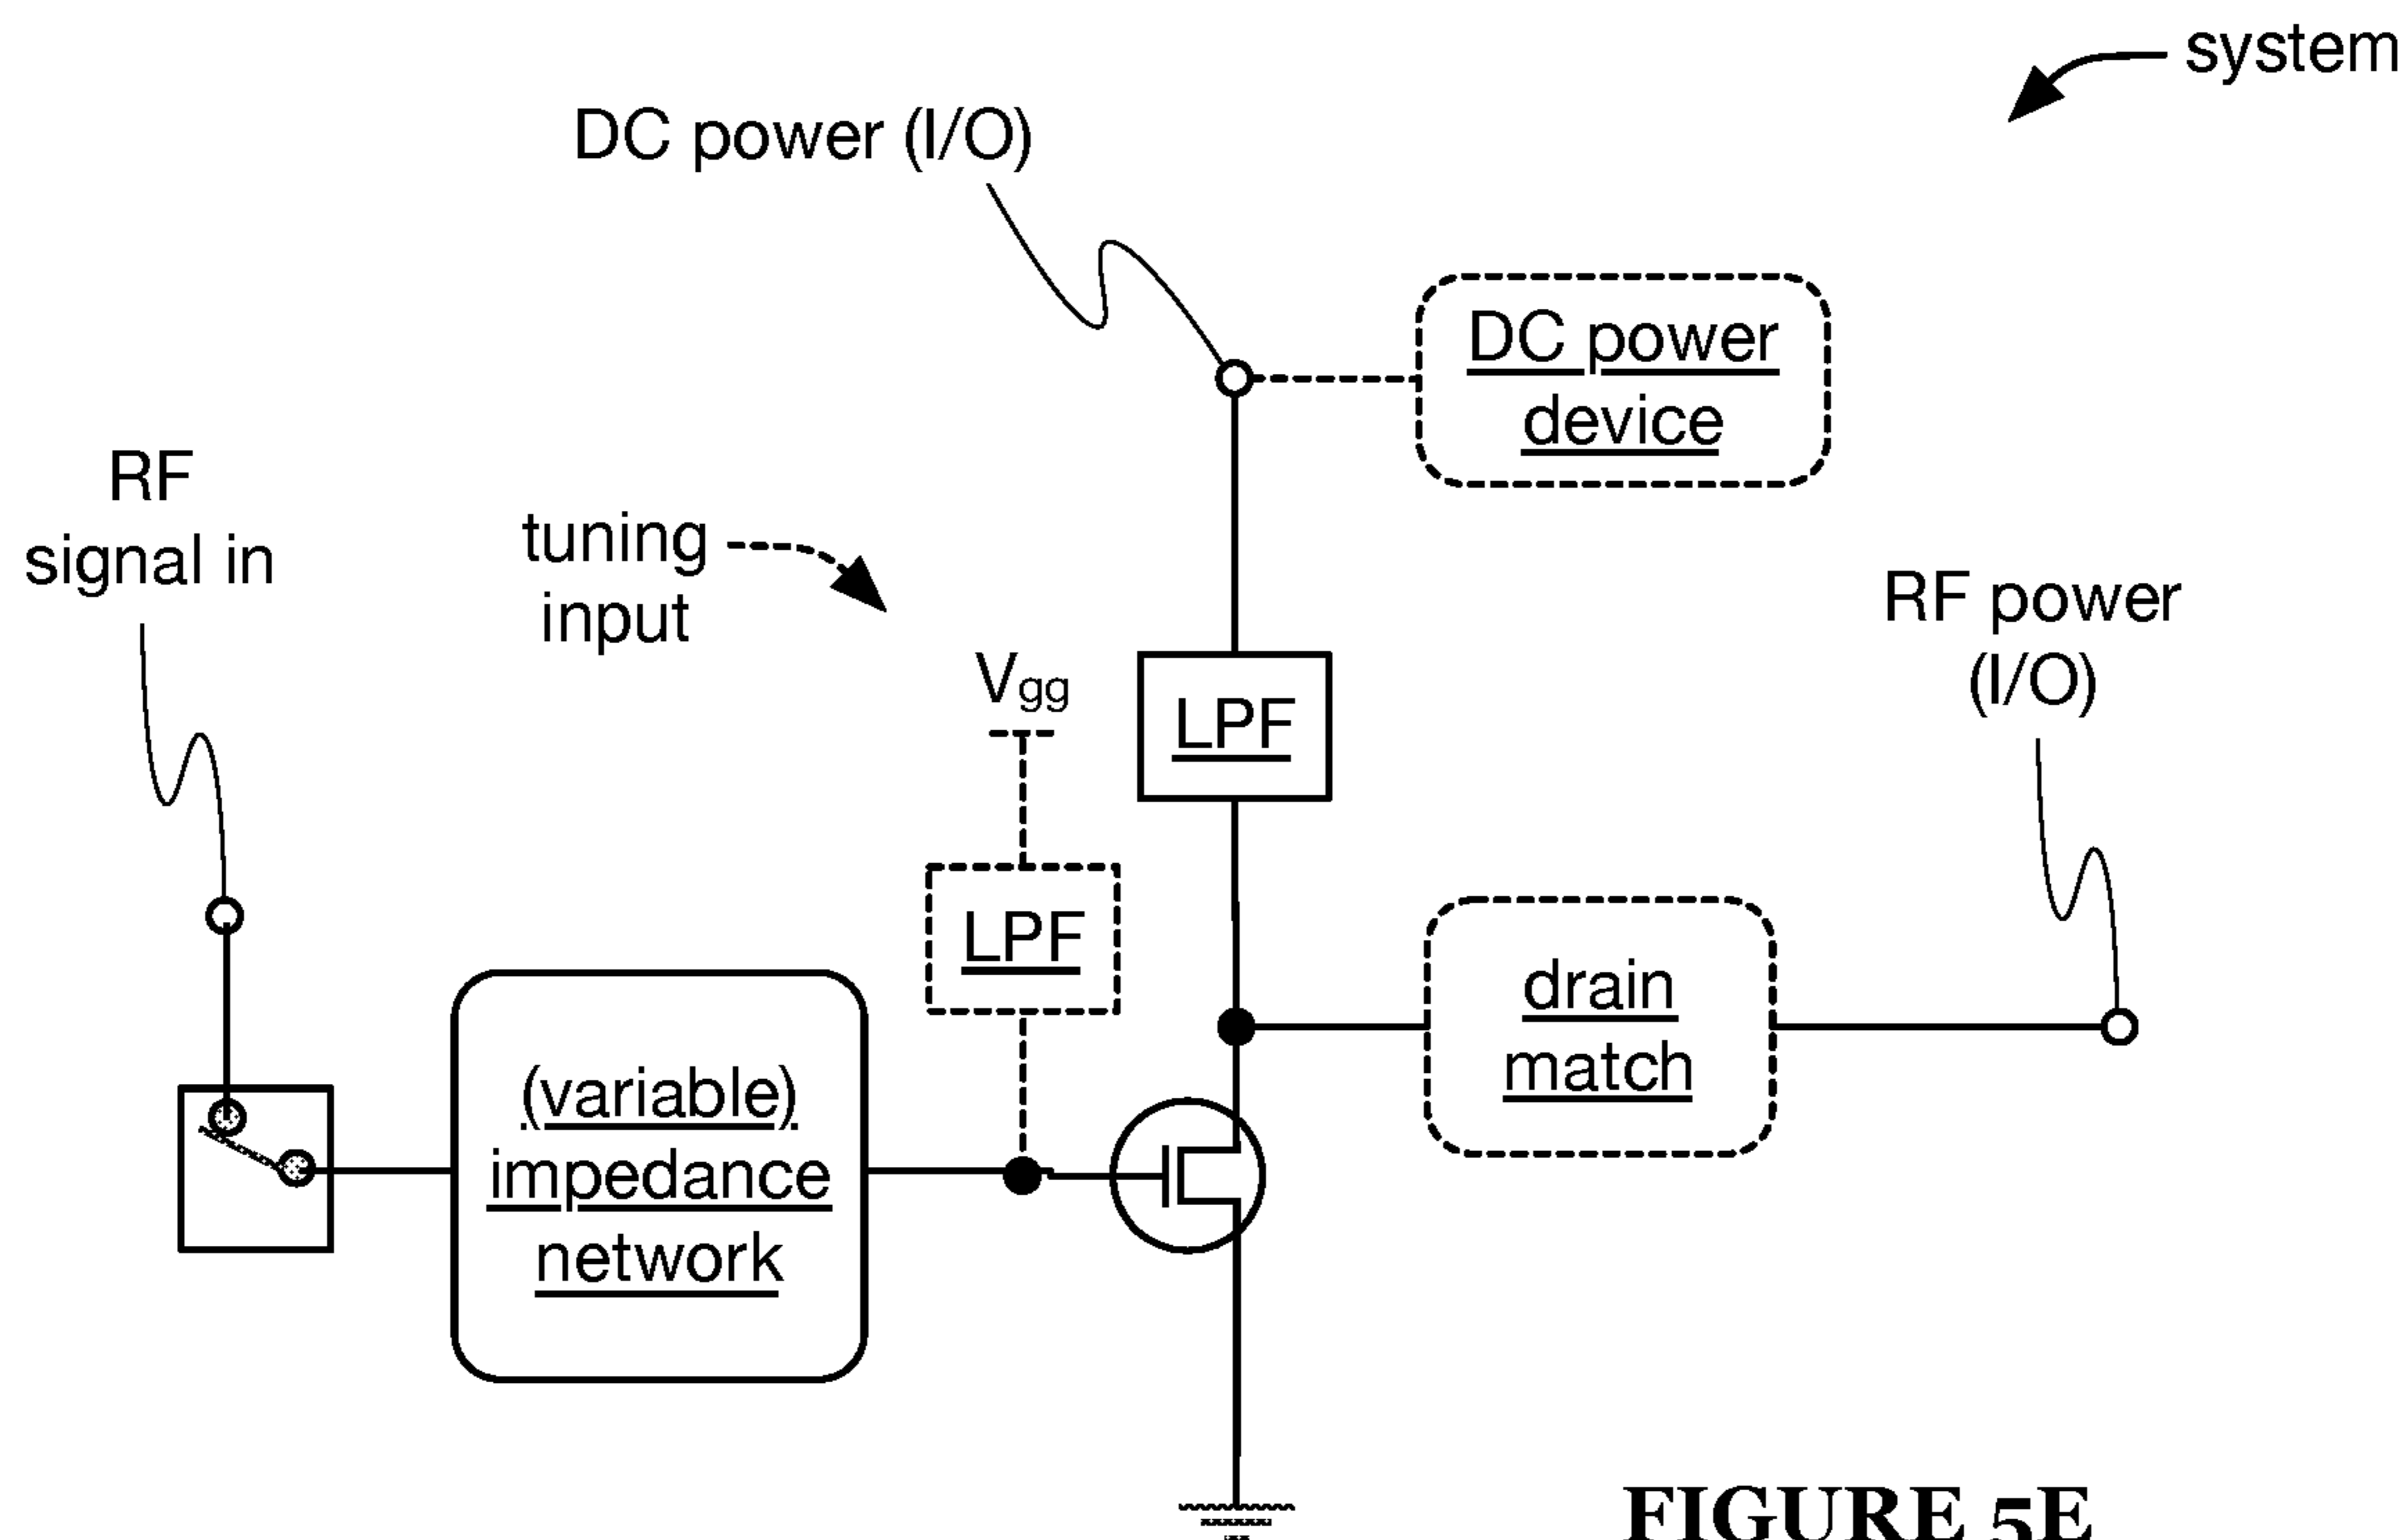 system
DC power (I/O)
DC power
device
RF
signal in
tuning
input
RF power
(I/O)
Vgg
LPF
LPF
drain
match
(variable)
impedance
network
FIGURE 5E